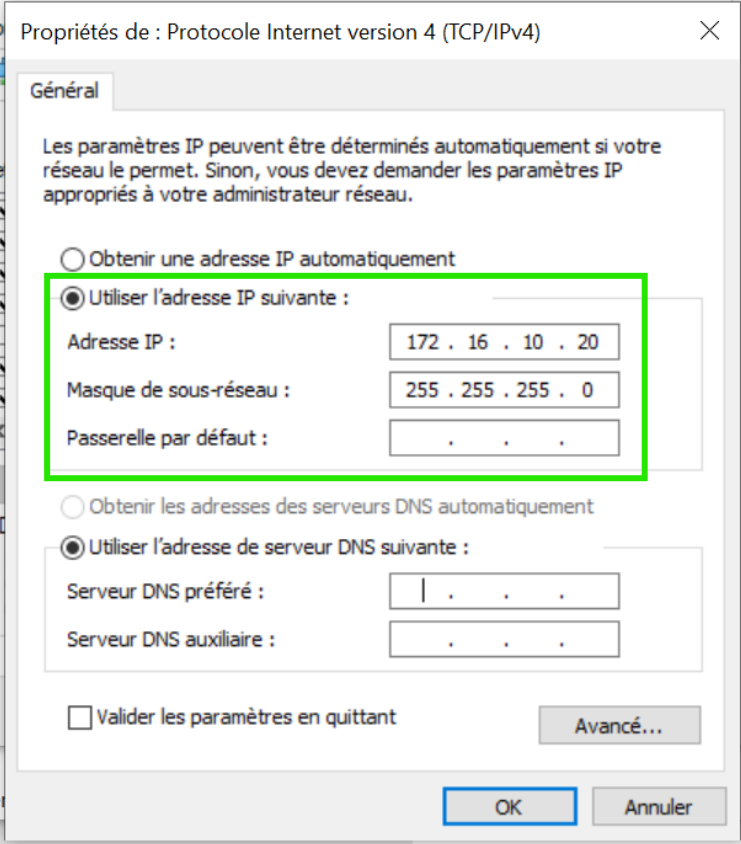 Propriétés de : Protocole Internet version 4 (TCP/IPv4)
Général
Les paramètres IP peuvent être déterminés automatiquement si votre
réseau le permet. Sinon, vous devez demander les paramètres IP
appropriés à votre administrateur réseau.
Obtenir une adresse IP automatiquement
Utiliser l'adresse IP suivante :
Adresse IP : 172 . 16 . 10 . 20
Masque de sous-réseau : 255 . 255 . 255 . 0
Passerelle par défaut : . . .
Obtenir les adresses des serveurs DNS automatiquement
Utiliser l'adresse de serveur DNS suivante :
Serveur DNS préféré : . . .
Serveur DNS auxiliaire : . . .
Valider les paramètres en quittant
Avancé...
OK Annuler